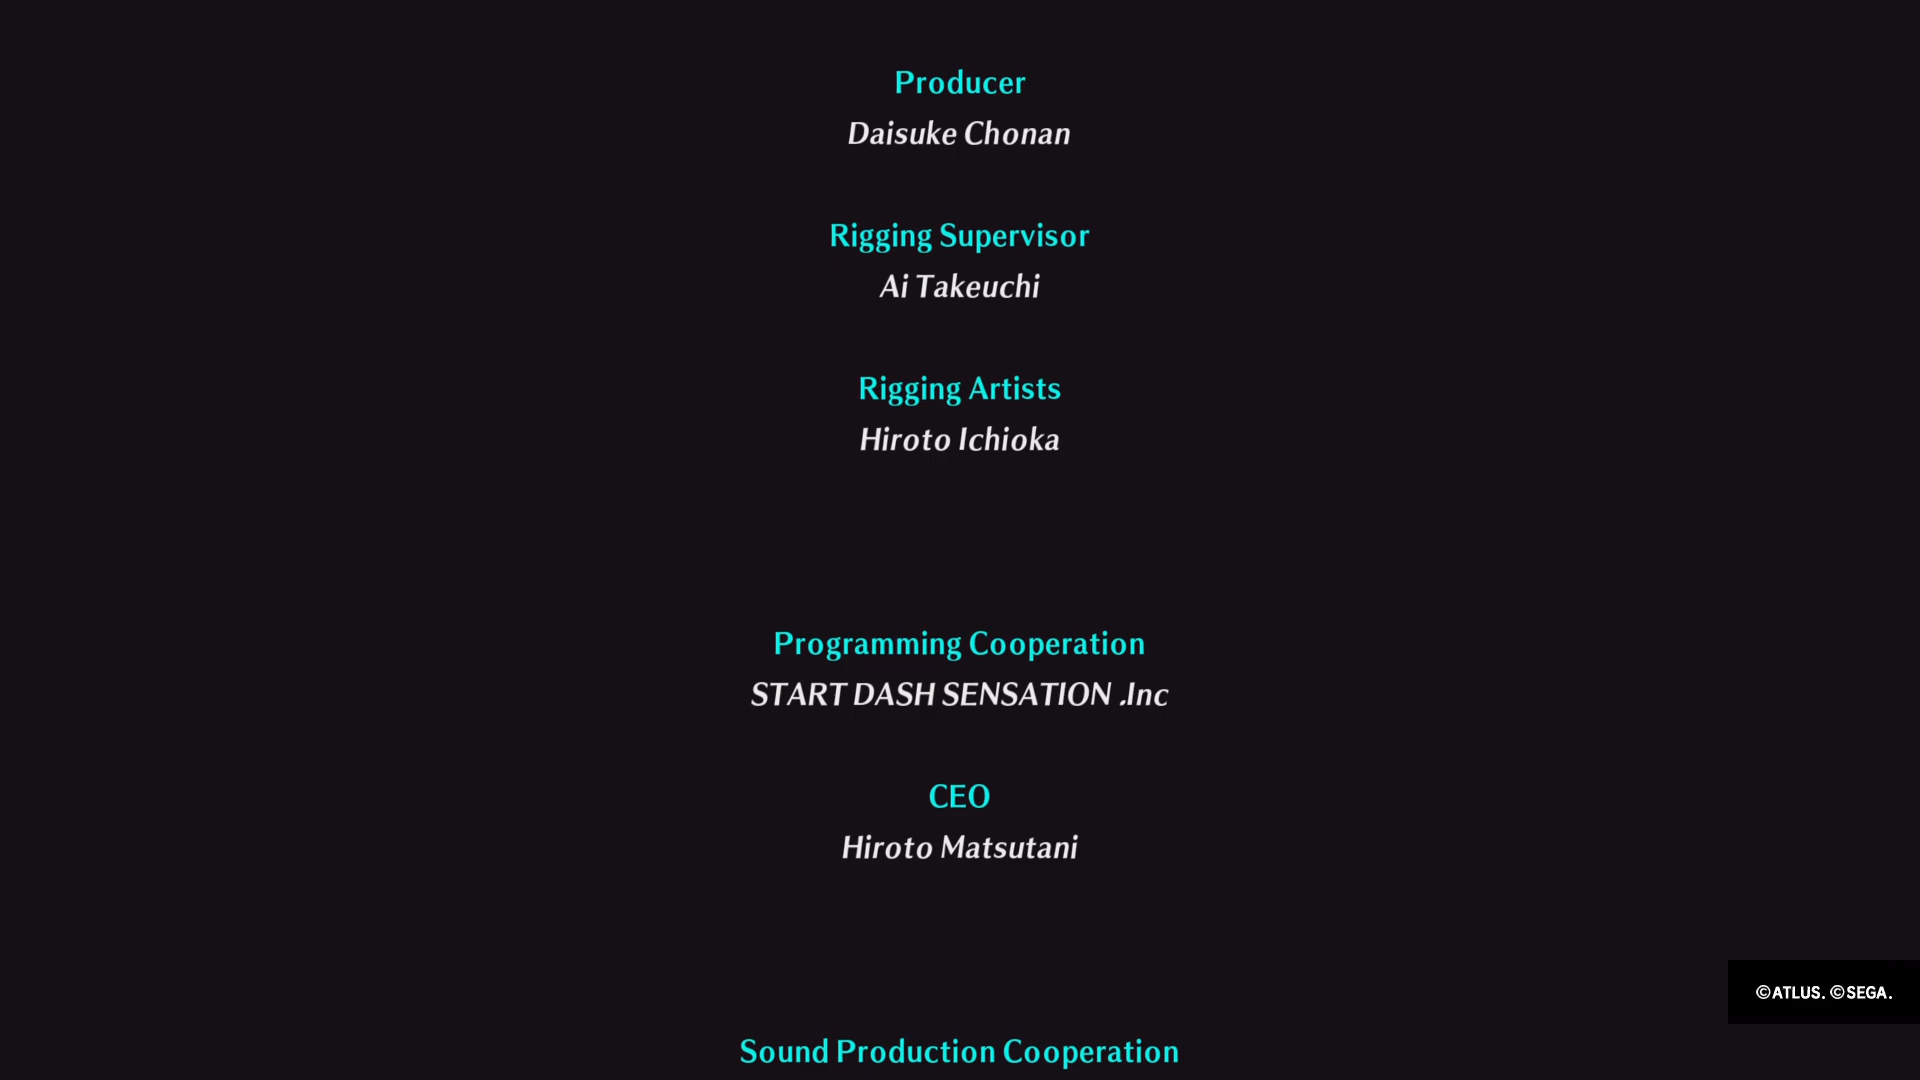 Producer
Daisuke Chonan
Rigging Supervisor
Ai Takeuchi
Rigging Artists
Hiroto Ichioka
Programming Cooperation
START DASH SENSATION .Inc
CEO
Hiroto Matsutani
©ATLUS. ©SEGA.
Sound Production Cooperation